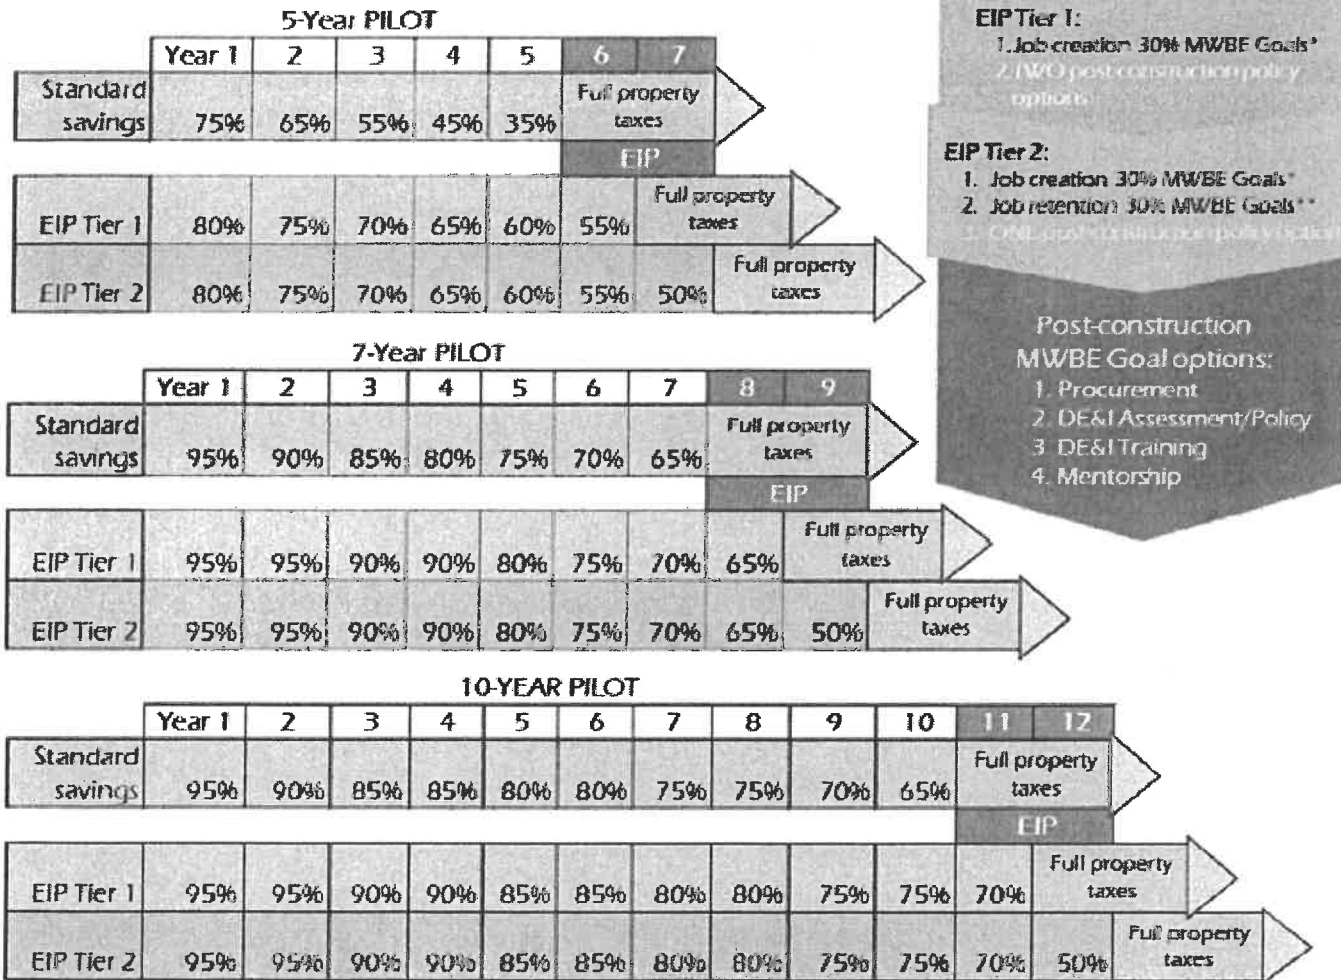 5-Year PILOT
Year 1 2 3 4 5 6 7
Standard savings 75% 65% 55% 45% 35% Full property taxes
EIP
EIP Tier 1 80% 75% 70% 65% 60% 55% Full property taxes
EIP Tier 2 80% 75% 70% 65% 60% 55% 50% Full property taxes
7-Year PILOT
Year 1 2 3 4 5 6 7 8 9
Standard savings 95% 90% 85% 80% 75% 70% 65% Full property taxes
EIP
EIP Tier 1 95% 95% 90% 90% 80% 75% 70% 65% Full property taxes
EIP Tier 2 95% 95% 90% 90% 80% 75% 70% 65% 50% Full property taxes
10-YEAR PILOT
Year 1 2 3 4 5 6 7 8 9 10 11 12
Standard savings 95% 90% 85% 85% 80% 80% 75% 75% 70% 65% Full property taxes
EIP
EIP Tier 1 95% 95% 90% 90% 85% 85% 80% 80% 75% 75% 70% Full property taxes
EIP Tier 2 95% 95% 90% 90% 85% 85% 80% 80% 75% 75% 70% 50% Full property taxes
EIP Tier 1:
1. Job creation 30% MWBE Goals*
2. TWO post-construction policy
options
EIP Tier 2:
1. Job creation 30% MWBE Goals*
2. Job retention 30% MWBE Goals**
ONE post-construction policy option
Post-construction
MWBE Goal options:
1. Procurement
2. DE&I Assessment/Policy
3 DE&I Training
4. Mentorship